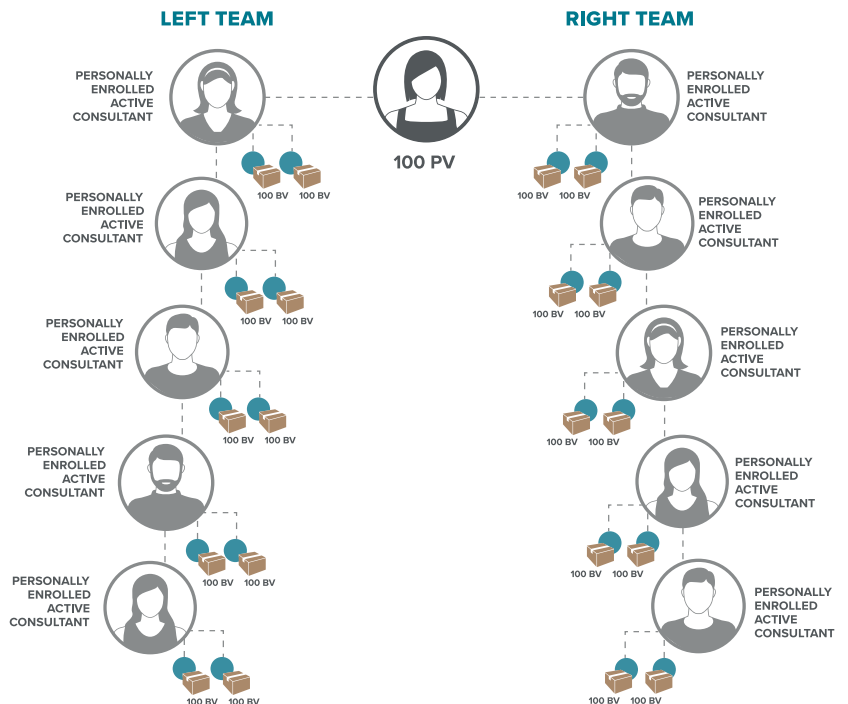 LEFT TEAM
RIGHT TEAM
PERSONALLY
ENROLLED
ACTIVE
CONSULTANT
PERSONALLY
ENROLLED
ACTIVE
CONSULTANT
100 PV
100 BV 100 BV
100 BV 100 BV
PERSONALLY
ENROLLED
ACTIVE
CONSULTANT
PERSONALLY
ENROLLED
ACTIVE
CONSULTANT
100 BV 100 BV
100 BV 100 BV
PERSONALLY
ENROLLED
ACTIVE
CONSULTANT
PERSONALLY
ENROLLED
ACTIVE
CONSULTANT
100 BV 100 BV
100 BV 100 BV
PERSONALLY
ENROLLED
ACTIVE
CONSULTANT
PERSONALLY
ENROLLED
ACTIVE
CONSULTANT
100 BV 100 BV
100 BV 100 BV
PERSONALLY
ENROLLED
ACTIVE
CONSULTANT
PERSONALLY
ENROLLED
ACTIVE
CONSULTANT
100 BV 100 BV
100 BV 100 BV